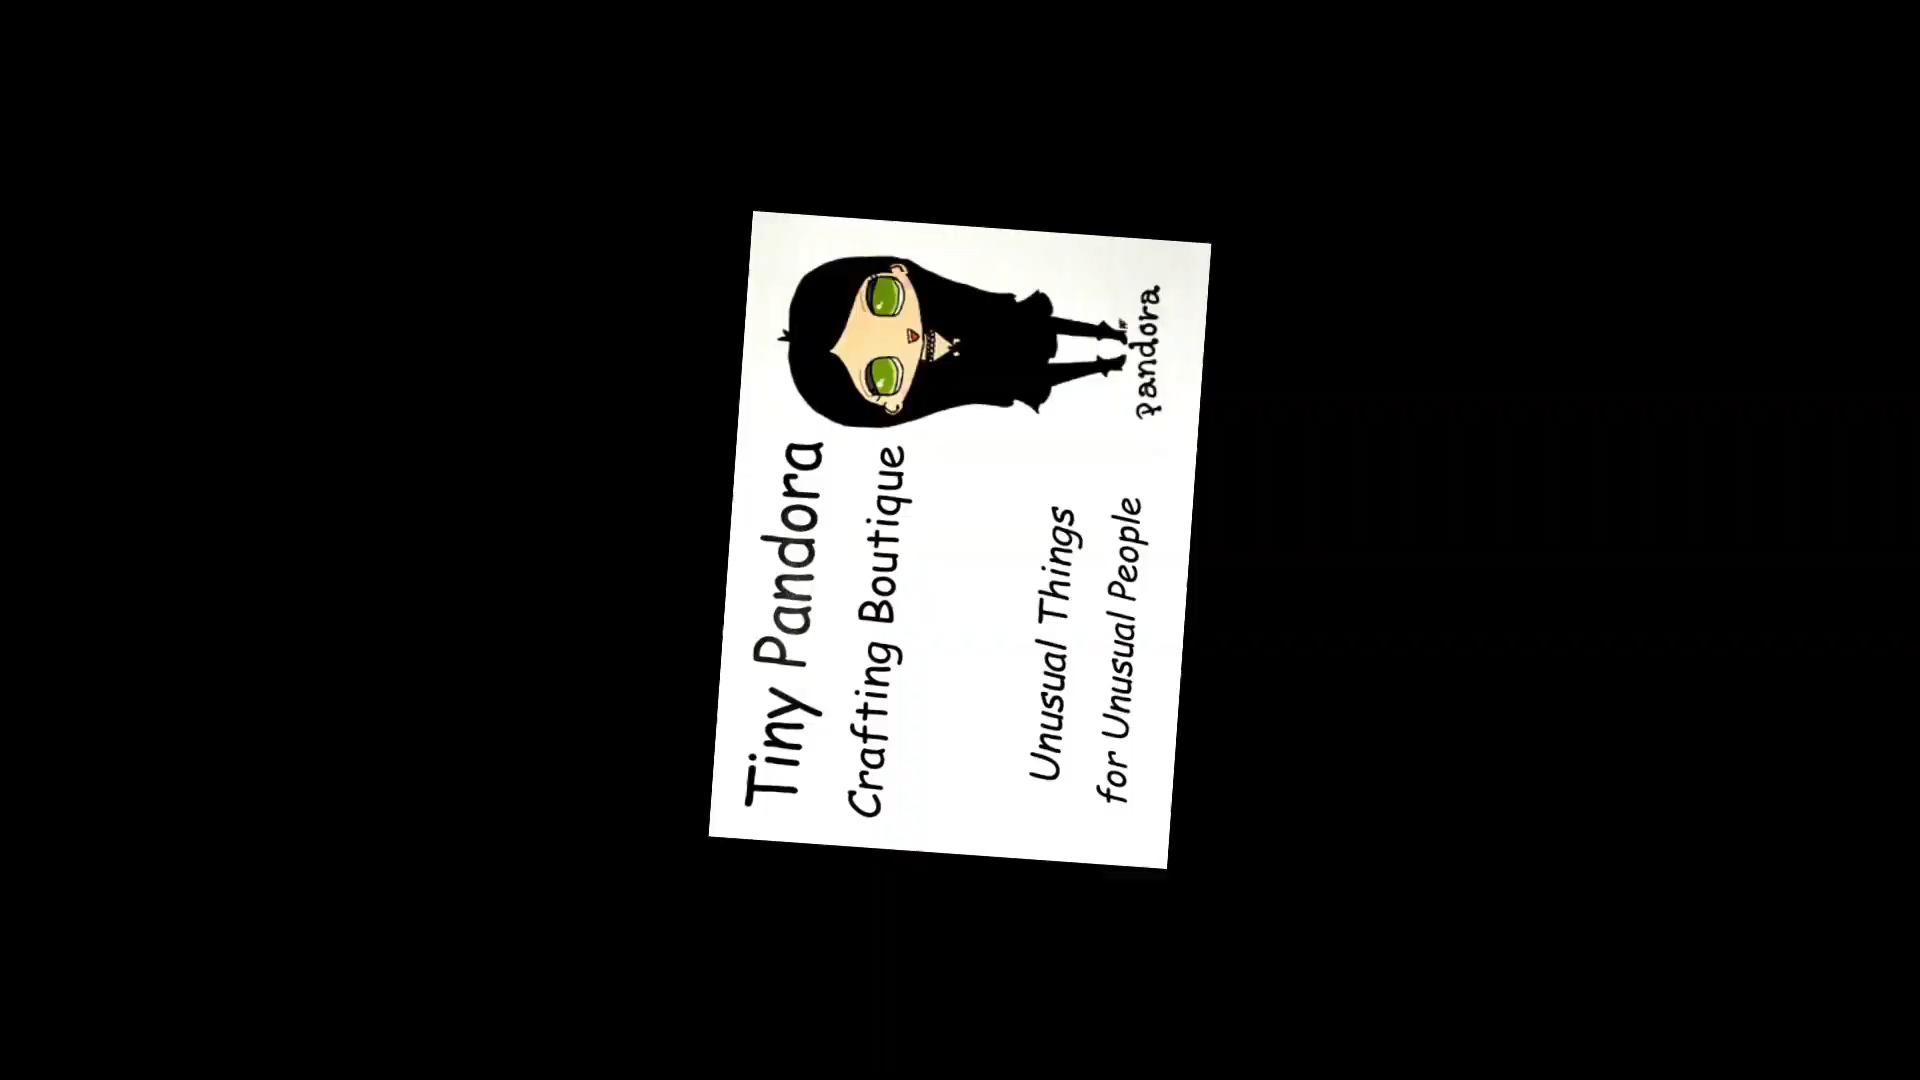 Tiny Pandora
Crafting Boutique
Unusual Things
for Unusual People
pandora